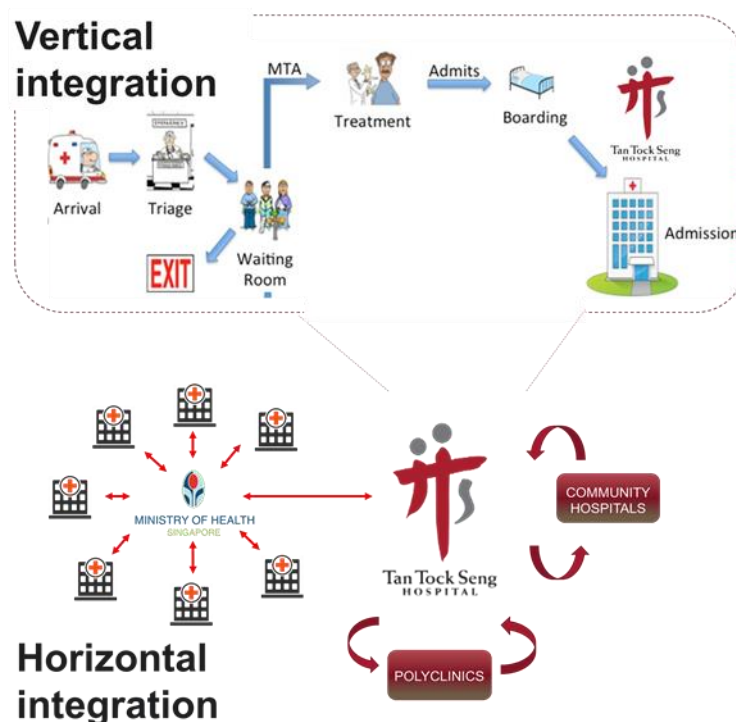 Vertical
integration
MTA
Admits
Treatment
Boarding
Tan Tock Seng
HOSPITAL
Arrival
Triage
Waiting
Room
EXIT
Admission
MINISTRY OF HEALTH
SINGAPORE
Tan Tock Seng
HOSPITAL
COMMUNITY
HOSPITALS
POLYCLINICS
Horizontal
integration